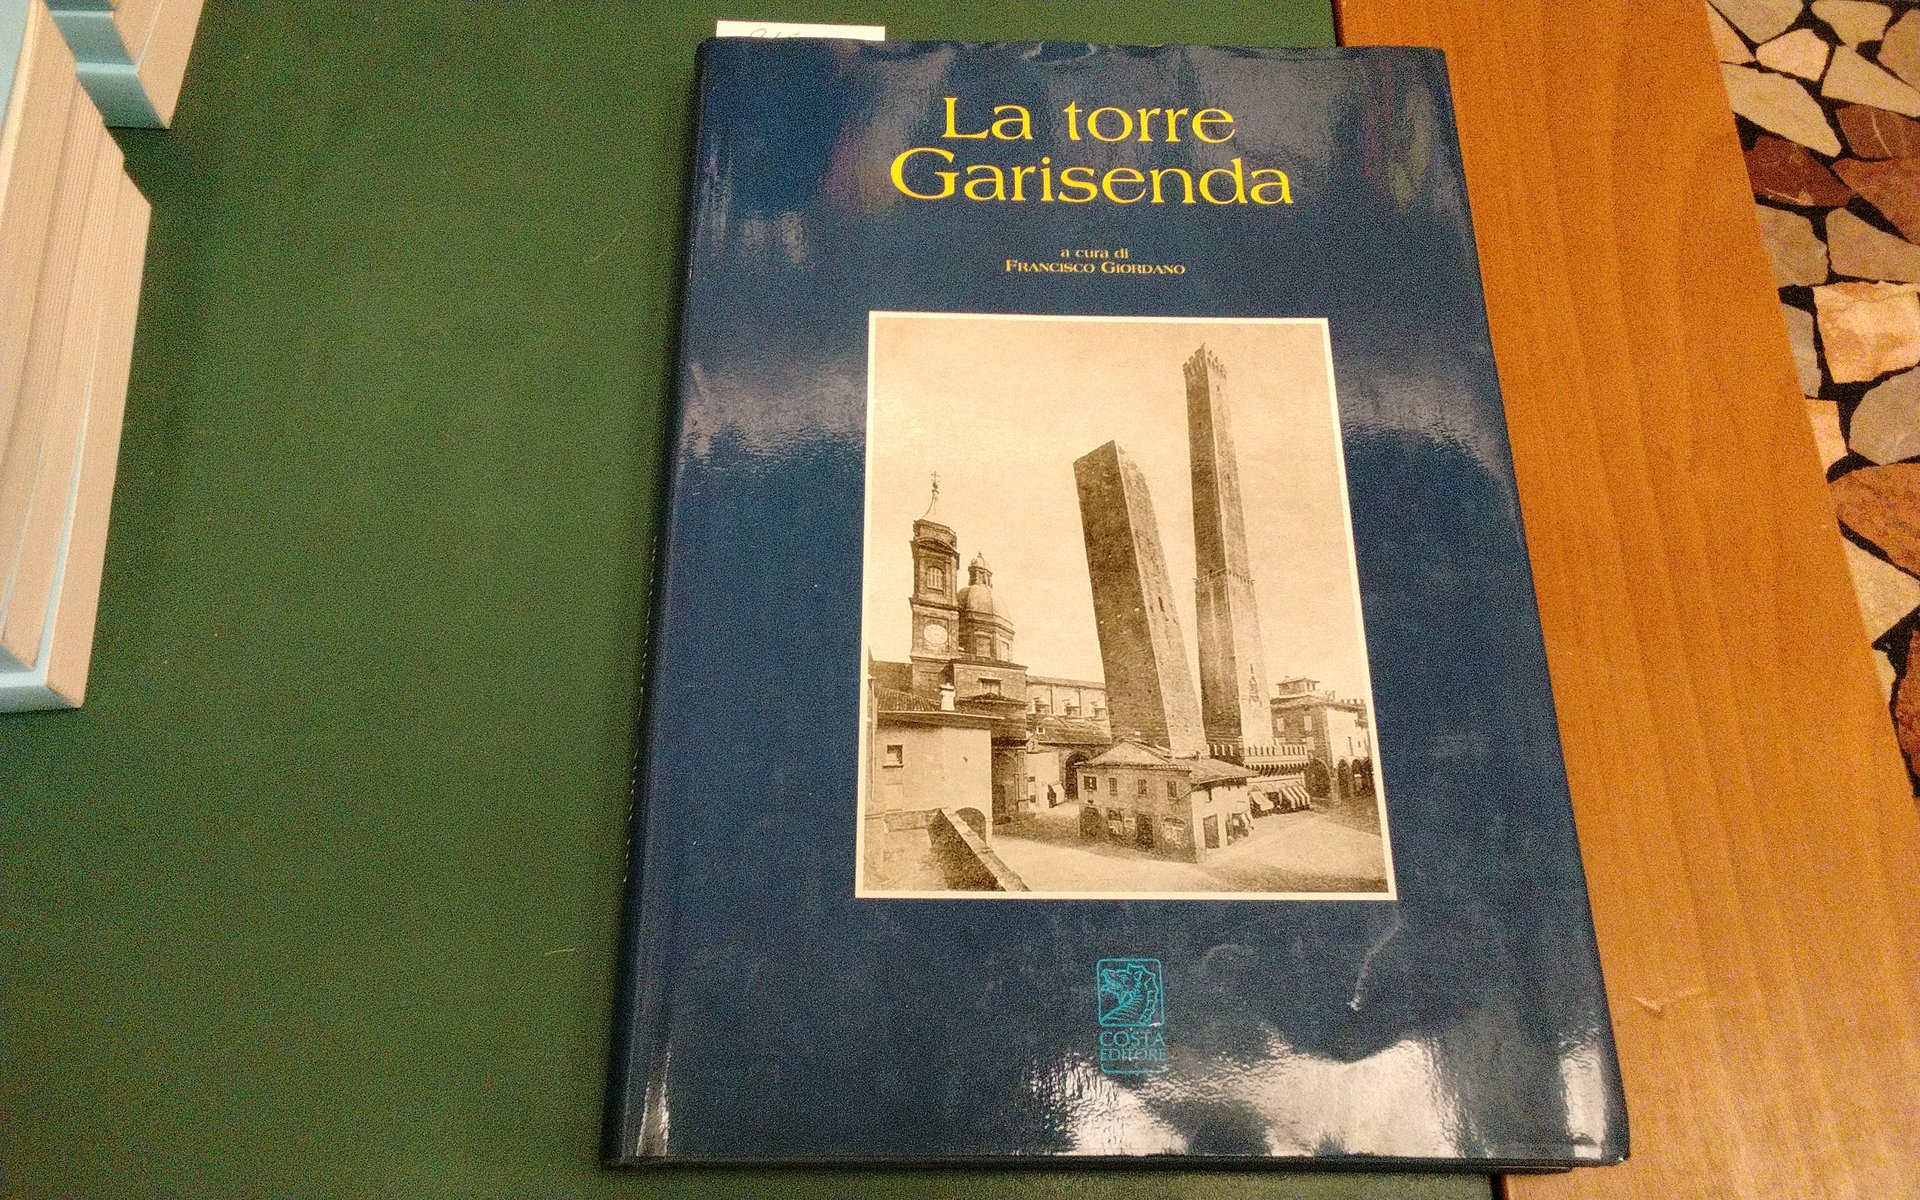 La torre
Garisenda
a cura di
FRANCISCO GIORDANO
COSTA
EDITORE